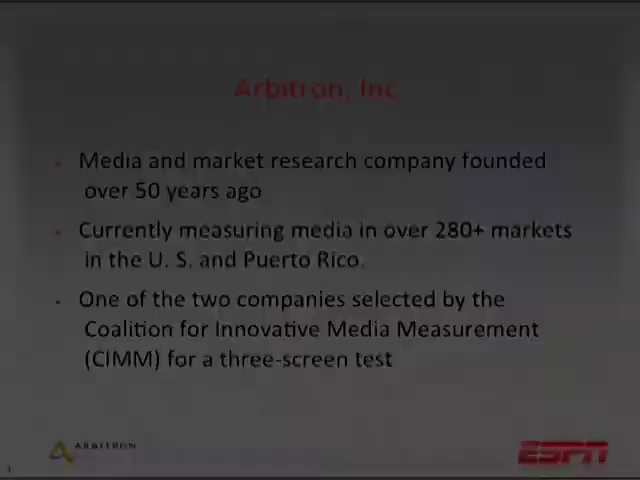 Arbitron, Inc
• Media and market research company founded
over 50 years ago
• Currently measuring media in over 280+ markets
in the U. S. and Puerto Rico.
• One of the two companies selected by the
Coalition for Innovative Media Measurement
(CIMM) for a three-screen test
ARBITRON
ESPN